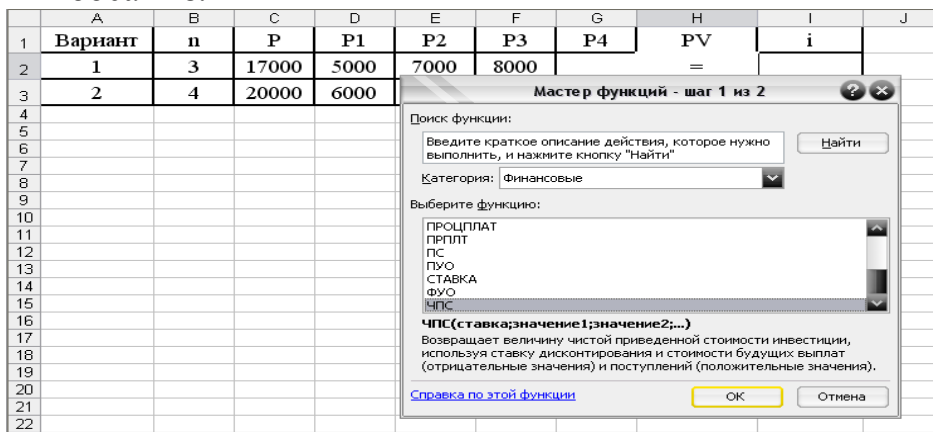 A B C D E F G H I J
1 Вариант n P P1 P2 P3 P4 PV i
2 1 3 17000 5000 7000 8000 =
3 2 4 20000 6000
Мастер функций - шаг 1 из 2
4
Поиск функции:
5
6
Введите краткое описание действия, которое нужно
выполнить, и нажмите кнопку "Найти"
Найти
7
8
Категория: Финансовые
9
Выберите функцию:
10
11
ПРОЦПЛАТ
12
ПРПЛТ
ПС
13
ПУО
14
СТАВКА
15
ФУО
ЧПС
16
ЧПС(ставка;значение1;значение2;...)
17
Возвращает величину чистой приведенной стоимости инвестиции,
18
используя ставку дисконтирования и стоимости будущих выплат
19
(отрицательные значения) и поступлений (положительные значения).
20
Справка по этой функции ОК Отмена
21
22